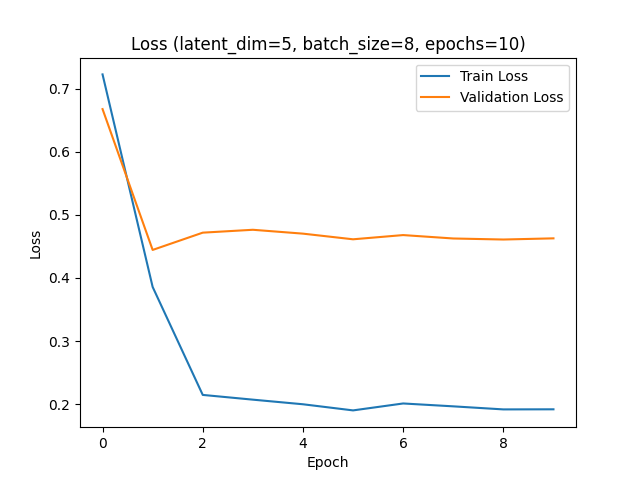 Loss (latent_dim=5, batch_size=8, epochs=10)
Train Loss
Validation Loss
0.7
0.6
0.5
0.4
0.3
0.2
Loss
0 2 4 6 8
Epoch